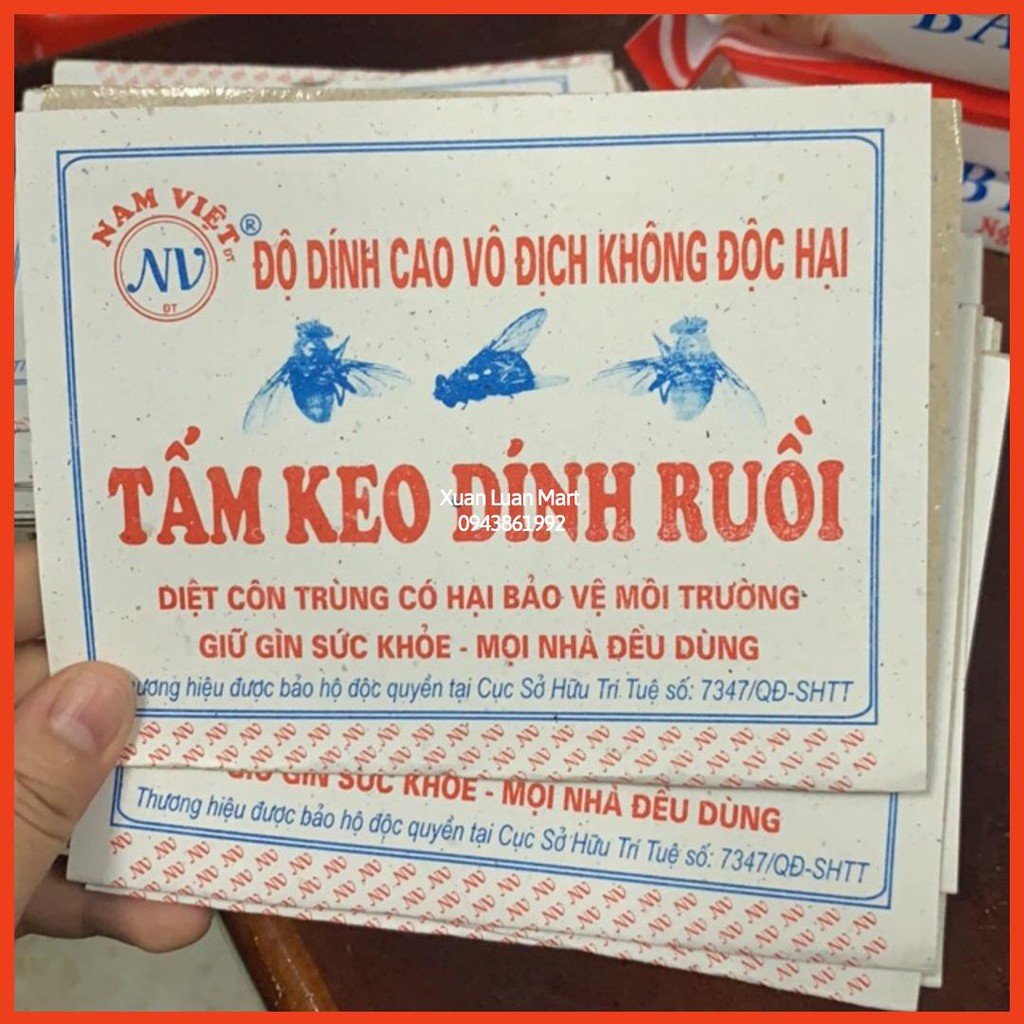 BA
NAM VIỆT ĐT
®
NV
ĐT
ĐỘ DÍNH CAO VÔ ĐỊCH KHÔNG ĐỘC HẠI
TẤM KEO DÍNH RUỒI
Xuan Luan Mart
0943861992
DIỆT CÔN TRÙNG CÓ HẠI BẢO VỆ MÔI TRƯỜNG
GIỮ GÌN SỨC KHỎE - MỌI NHÀ ĐỀU DÙNG
ương hiệu được bảo hộ độc quyền tại Cục Sở Hữu Trí Tuệ số: 7347/QĐ-SHTT
GIỮ GÌN SỨC KHỎE - MỌI NHÀ ĐỀU DÙNG
Thương hiệu được bảo hộ độc quyền tại Cục Sở Hữu Trí Tuệ số: 7347/QĐ-SHTT